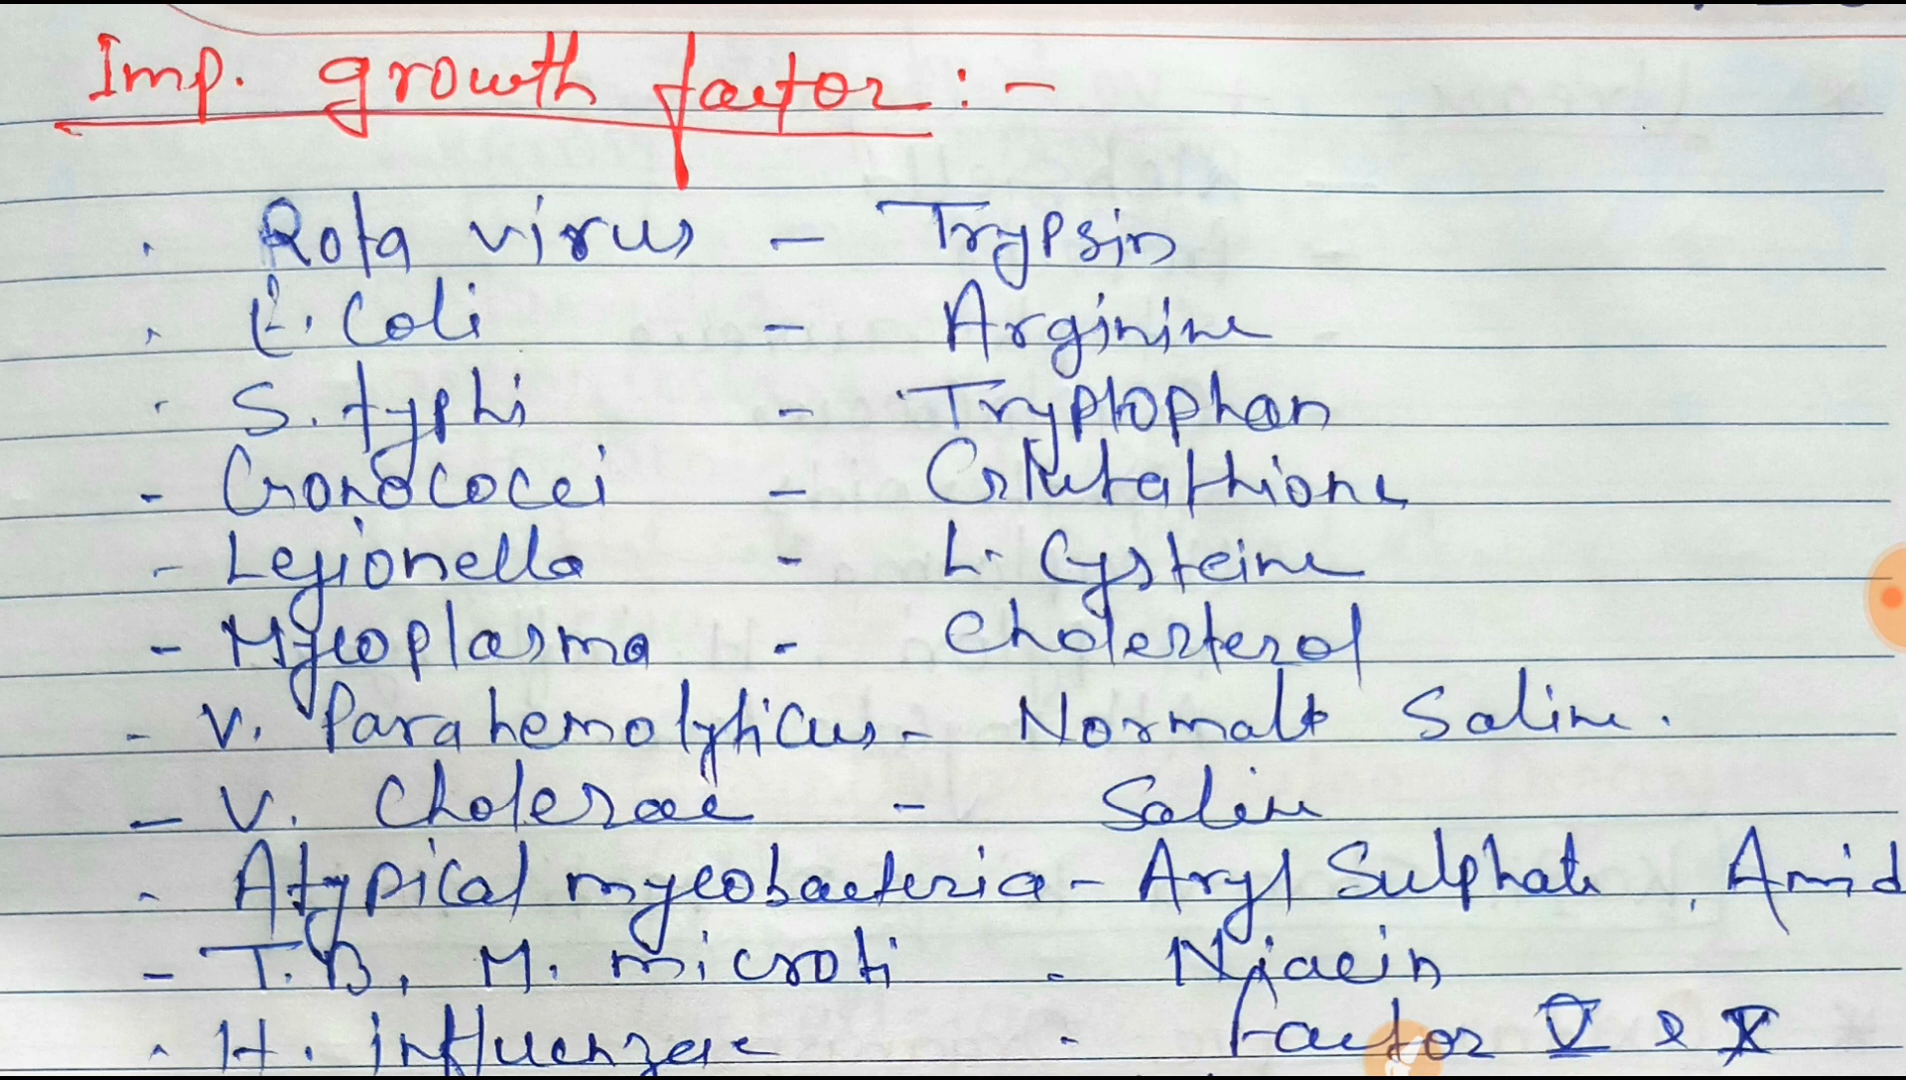 Imp. growth factor :-
. Rota virus - Trypsin
. E. Coli - Arginine
. S. typhi - Tryptophan
- Gonococci - Glutathione
- Legionella - L. Cysteine
- Mycoplasma - Cholesterol
- V. Parahemolyticus - Normal Saline.
- V. Cholerae - Saline
- Atypical mycobacteria - Aryl Sulphate, Amid
- T.B, M. microti - Niacin
. H. influenzae - Factor V & X